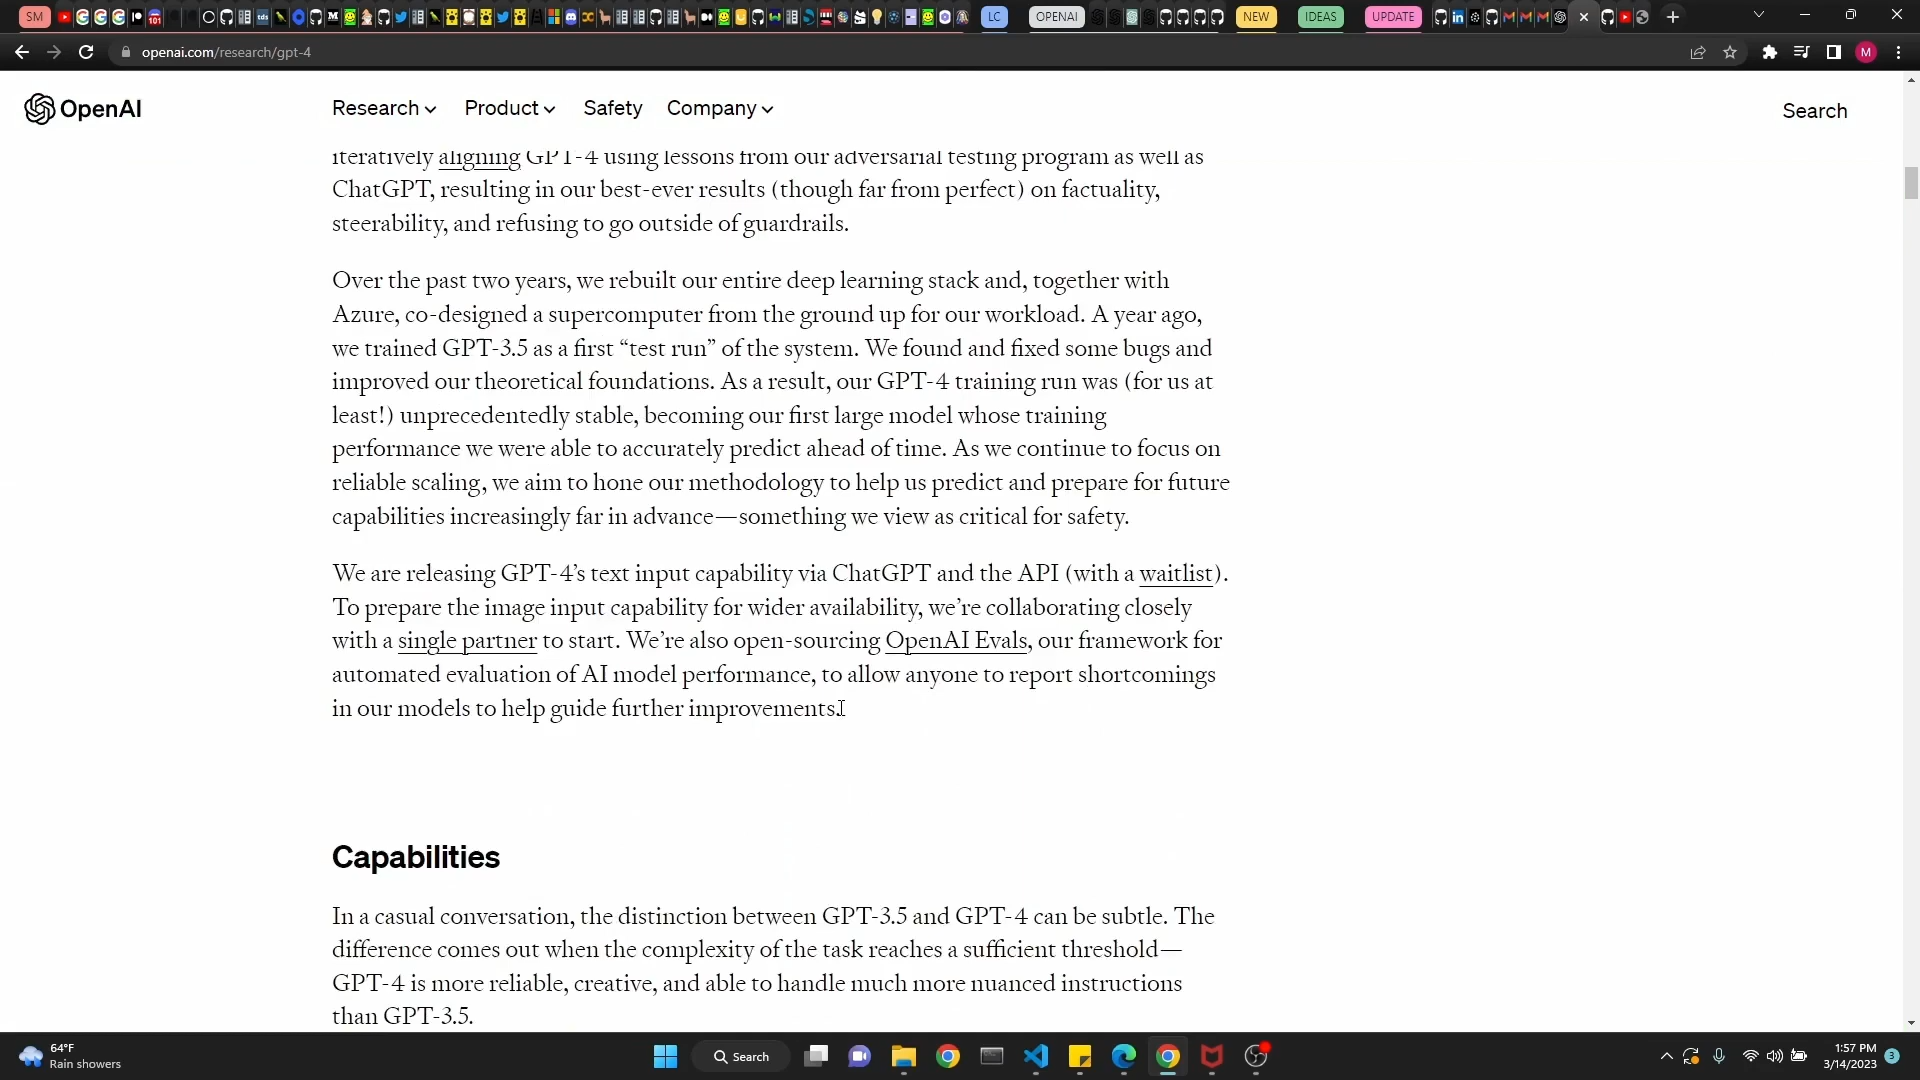 SM
LC
OPENAI
NEW
IDEAS
UPDATE
openai.com/research/gpt-4
M
OpenAI
Research
Product
Safety
Company
Search
iteratively aligning GPT-4 using lessons from our adversarial testing program as well as
ChatGPT, resulting in our best-ever results (though far from perfect) on factuality,
steerability, and refusing to go outside of guardrails.
Over the past two years, we rebuilt our entire deep learning stack and, together with
Azure, co-designed a supercomputer from the ground up for our workload. A year ago,
we trained GPT-3.5 as a first “test run” of the system. We found and fixed some bugs and
improved our theoretical foundations. As a result, our GPT-4 training run was (for us at
least!) unprecedentedly stable, becoming our first large model whose training
performance we were able to accurately predict ahead of time. As we continue to focus on
reliable scaling, we aim to hone our methodology to help us predict and prepare for future
capabilities increasingly far in advance—something we view as critical for safety.
We are releasing GPT-4’s text input capability via ChatGPT and the API (with a waitlist).
To prepare the image input capability for wider availability, we’re collaborating closely
with a single partner to start. We’re also open-sourcing OpenAI Evals, our framework for
automated evaluation of AI model performance, to allow anyone to report shortcomings
in our models to help guide further improvements.
Capabilities
In a casual conversation, the distinction between GPT-3.5 and GPT-4 can be subtle. The
difference comes out when the complexity of the task reaches a sufficient threshold—
GPT-4 is more reliable, creative, and able to handle much more nuanced instructions
than GPT-3.5.
64°F
Rain showers
Search
1:57 PM
3/14/2023
3